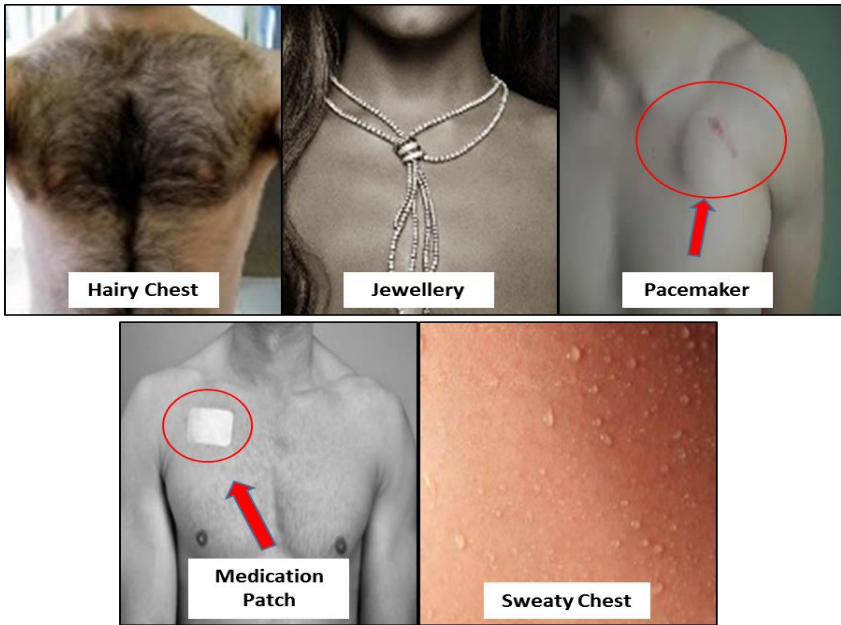 Hairy Chest
Jewellery
Pacemaker
Medication
Patch
Sweaty Chest